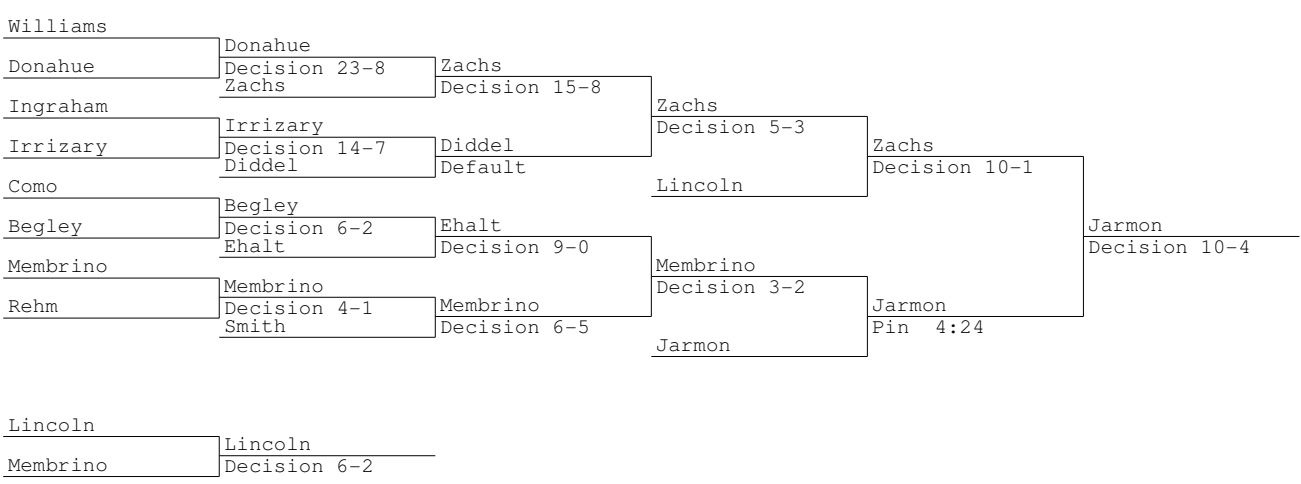 Williams
Donahue
Donahue
Decision 23-8
Zachs
Zachs
Decision 15-8
Ingraham
Irrizary
Irrizary
Decision 14-7
Diddel
Diddel
Default
Zachs
Decision 5-3
Lincoln
Zachs
Decision 10-1
Como
Begley
Begley
Decision 6-2
Ehalt
Ehalt
Decision 9-0
Membrino
Rehm
Membrino
Decision 4-1
Smith
Membrino
Decision 6-5
Membrino
Decision 3-2
Jarmon
Jarmon
Pin  4:24
Jarmon
Decision 10-4
Lincoln
Membrino
Lincoln
Decision 6-2